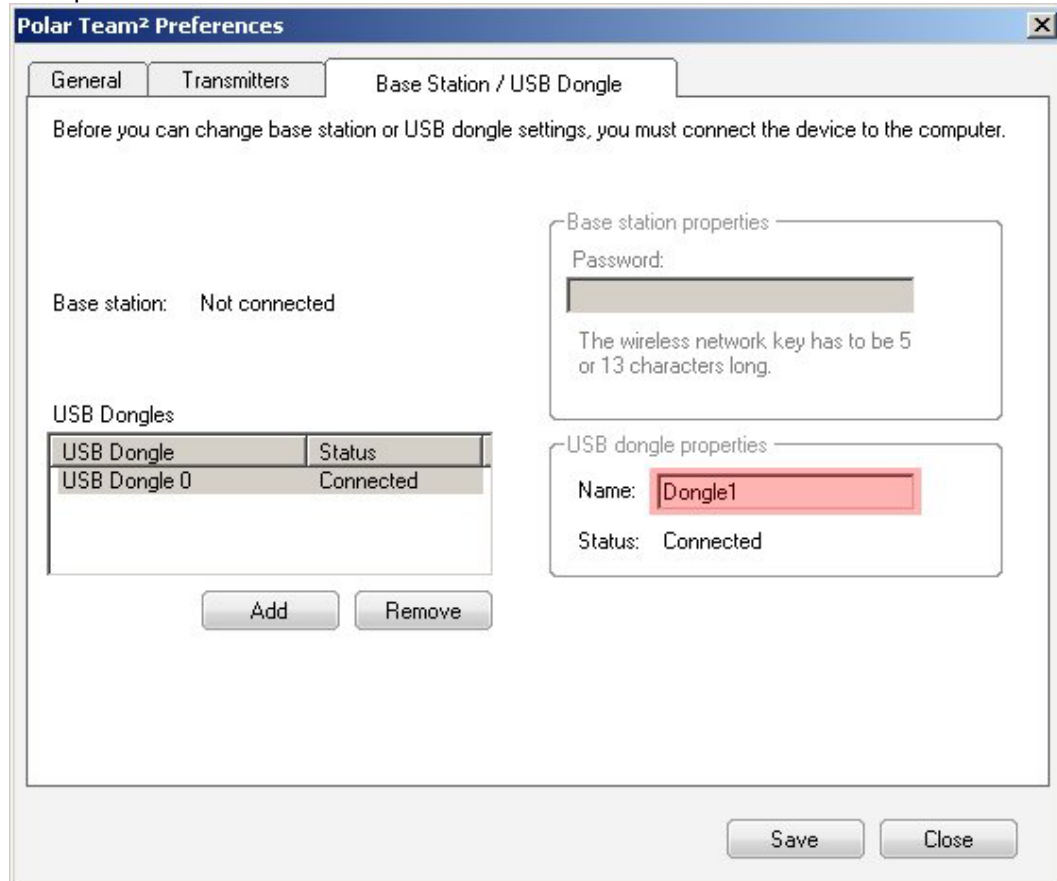 Polar Team² Preferences
General Transmitters Base Station / USB Dongle
Before you can change base station or USB dongle settings, you must connect the device to the computer.
Base station: Not connected
Base station properties
Password:
The wireless network key has to be 5
or 13 characters long.
USB Dongles
USB Dongle Status
USB Dongle 0 Connected
Add Remove
USB dongle properties
Name: Dongle1
Status: Connected
Save Close